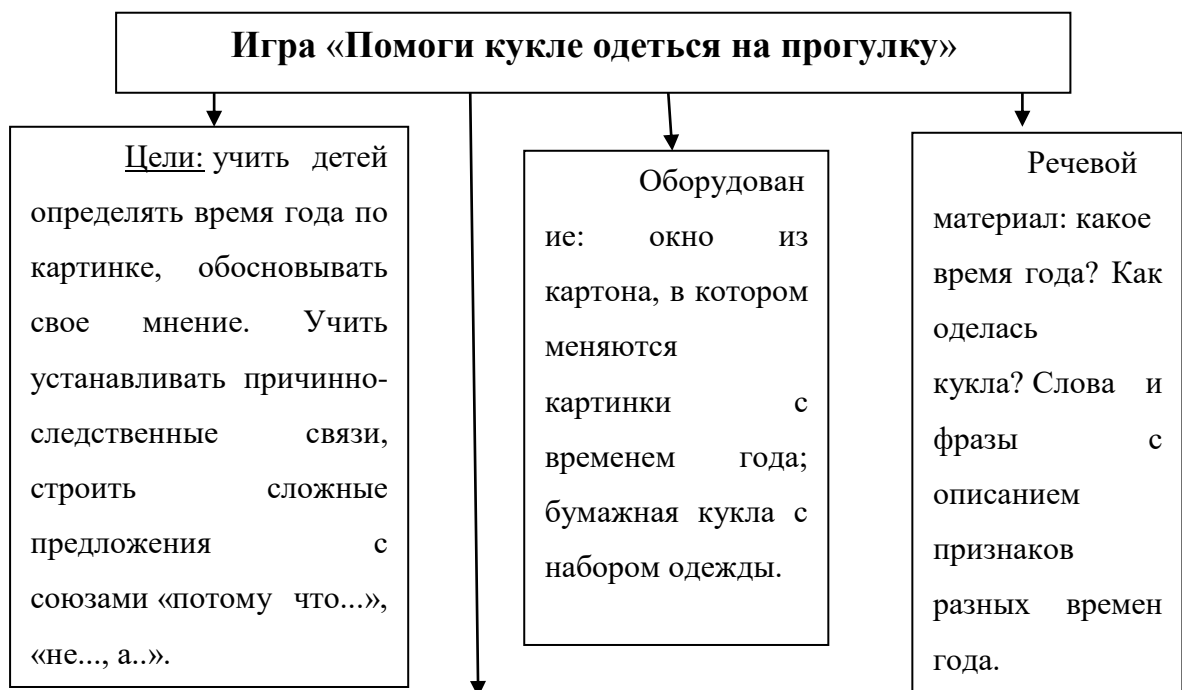 Игра «Помоги кукле одеться на прогулку»
Цели: учить детей
определять время года по
картинке, обосновывать
свое мнение. Учить
устанавливать причинно-
следственные связи,
строить сложные
предложения с
союзами «потому что...»,
«не..., а..».
Оборудован
ие: окно из
картона, в котором
меняются
картинки с
временем года;
бумажная кукла с
набором одежды.
Речевой
материал: какое
время года? Как
оделась
кукла? Слова и
фразы с
описанием
признаков
разных времен
года.